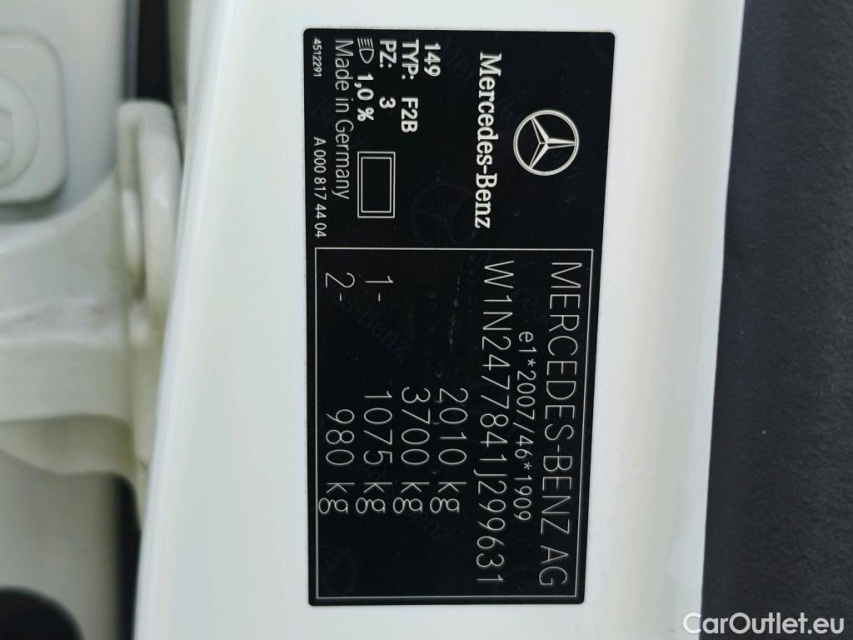 MERCEDES-BENZ AG
e1*2007/46*1909
W1N2477841J299631
2010 kg
3700 kg
1- 1075 kg
2- 980 kg
Mercedes-Benz
149
TYP: F2B
PZ: 3
1,0 %
Made in Germany
4512291 A 000 817 44 04
CarOutlet.eu